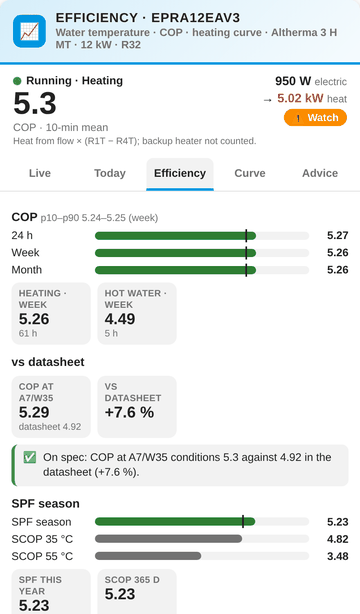 EFFICIENCY · EPRA12EAV3
Water temperature · COP · heating curve · Altherma 3 H
MT · 12 kW · R32
Running · Heating
950 W electric
5.3
→ 5.02 kW heat
↑ Watch
COP · 10-min mean
Heat from flow × (R1T − R4T); backup heater not counted.
Live Today Efficiency Curve Advice
COP p10–p90 5.24–5.25 (week)
24 h 5.27
Week 5.26
Month 5.26
HEATING ·
WEEK
5.26
61 h
HOT WATER ·
WEEK
4.49
5 h
vs datasheet
COP AT
A7/W35
5.29
datasheet 4.92
VS
DATASHEET
+7.6 %
On spec: COP at A7/W35 conditions 5.3 against 4.92 in the
datasheet (+7.6 %).
SPF season
SPF season 5.23
SCOP 35 °C 4.82
SCOP 55 °C 3.48
SPF THIS
YEAR
5.23
SCOP 365 D
5.23